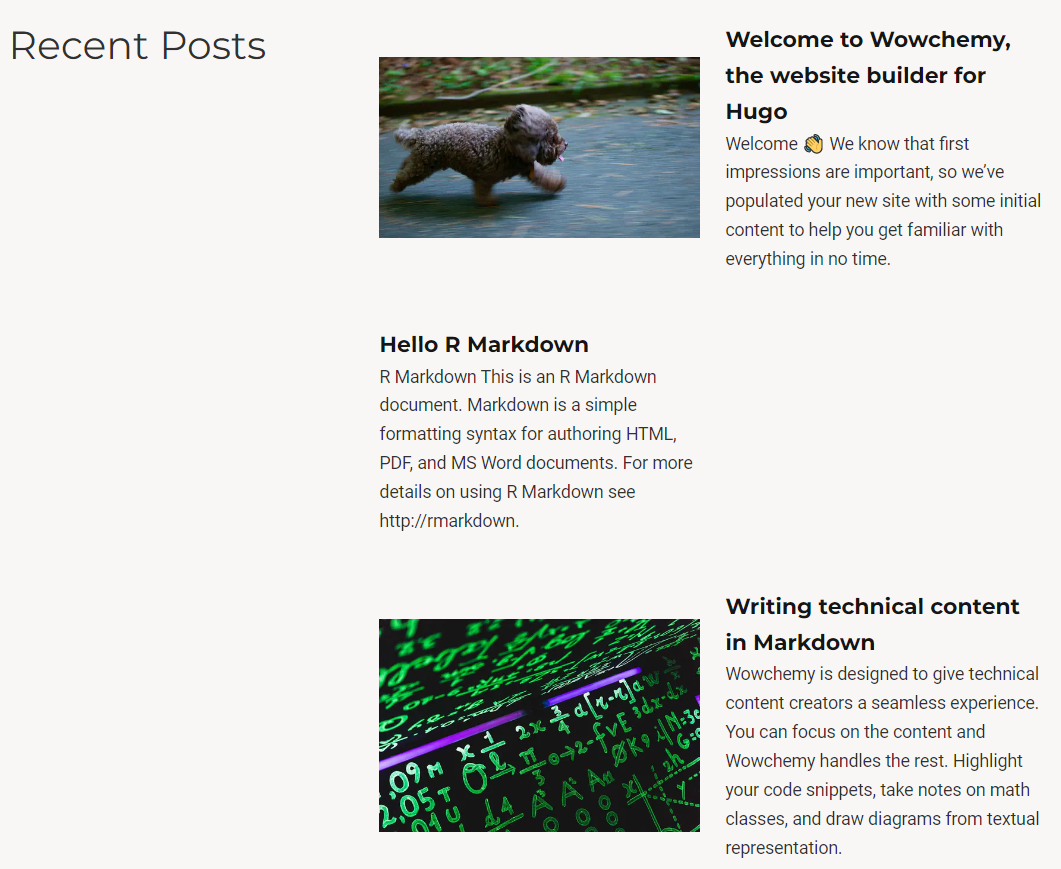 Recent Posts
Welcome to Wowchemy,
the website builder for
Hugo
Welcome 👋 We know that first
impressions are important, so we’ve
populated your new site with some initial
content to help you get familiar with
everything in no time.
Hello R Markdown
R Markdown This is an R Markdown
document. Markdown is a simple
formatting syntax for authoring HTML,
PDF, and MS Word documents. For more
details on using R Markdown see
http://rmarkdown.
Writing technical content
in Markdown
Wowchemy is designed to give technical
content creators a seamless experience.
You can focus on the content and
Wowchemy handles the rest. Highlight
your code snippets, take notes on math
classes, and draw diagrams from textual
representation.
,09 M
2,05 T